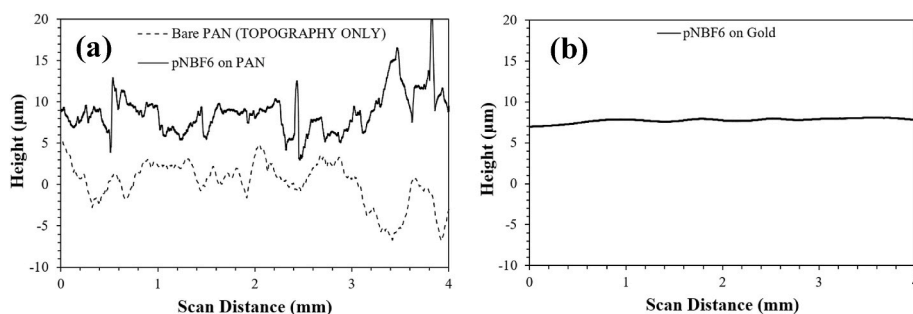 (a)
Bare PAN (TOPOGRAPHY ONLY)
pNBF6 on PAN
Height (µm)
20
15
10
5
0
-5
-10
0
1
2
3
4
Scan Distance (mm)
(b)
pNBF6 on Gold
Height (µm)
20
15
10
5
0
-5
-10
0
1
2
3
4
Scan Distance (mm)